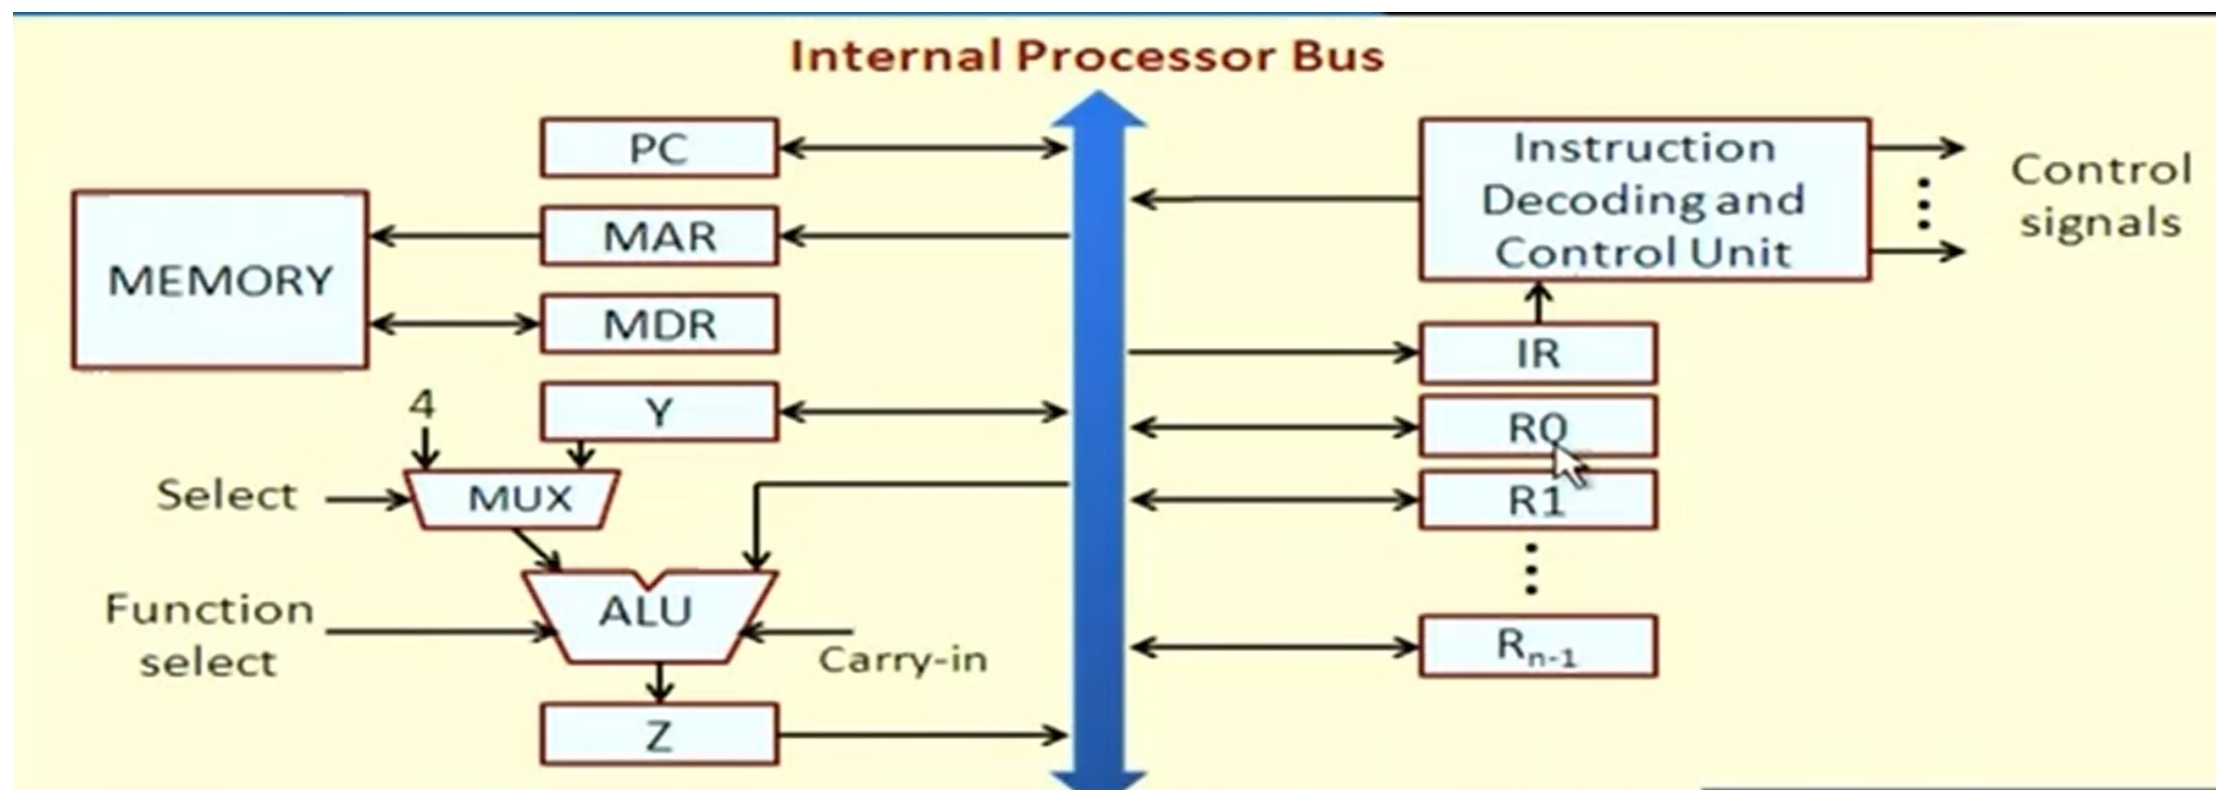 Internal Processor Bus
PC
MAR
MDR
Y
MEMORY
4
Select
MUX
Function
select
ALU
Carry-in
Z
Instruction
Decoding and
Control Unit
Control
signals
IR
R0
R1
Rn-1